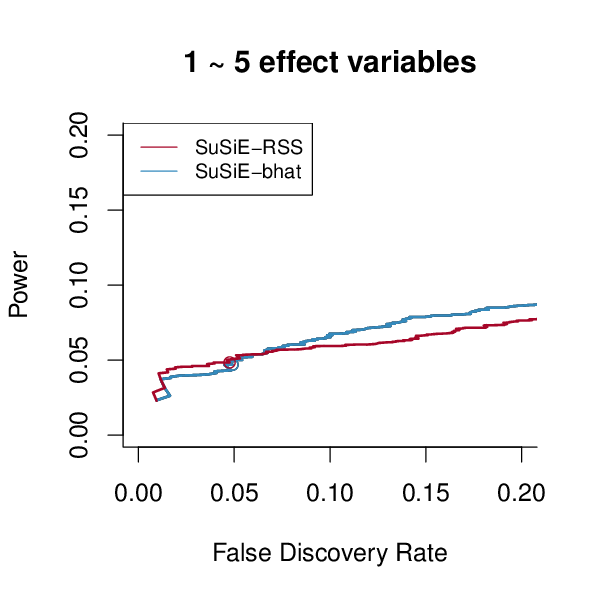 1 ~ 5 effect variables
SuSiE−RSS
SuSiE−bhat
Power
0.20
0.15
0.10
0.05
0.00
0.00 0.05 0.10 0.15 0.20
False Discovery Rate